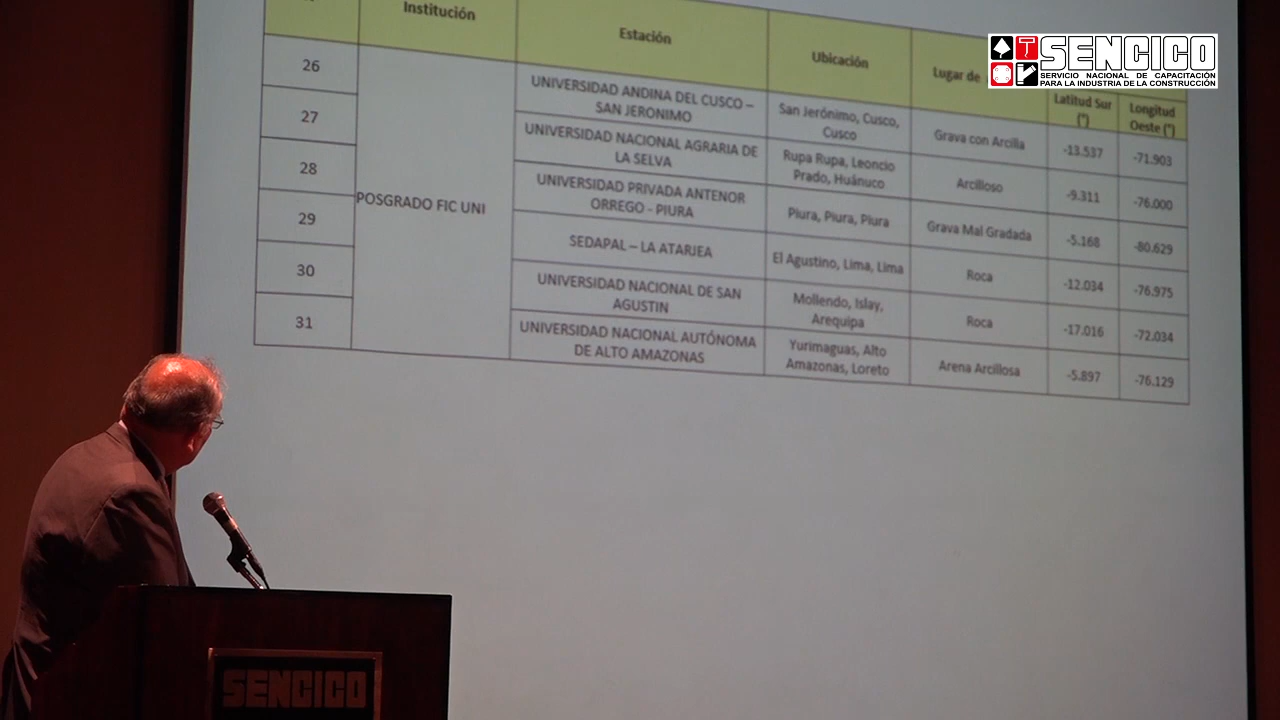 Institución
Estación
Ubicación
Lugar de
Latitud Sur
(°)
Longitud
Oeste (°)
26
UNIVERSIDAD ANDINA DEL CUSCO –
SAN JERONIMO
San Jerónimo, Cusco,
Cusco
Grava con Arcilla
-13.537
-71.903
27
UNIVERSIDAD NACIONAL AGRARIA DE
LA SELVA
Rupa Rupa, Leoncio
Prado, Huánuco
Arcilloso
-9.311
-76.000
28
UNIVERSIDAD PRIVADA ANTENOR
ORREGO - PIURA
Piura, Piura, Piura
Grava Mal Gradada
-5.168
-80.629
POSGRADO FIC UNI
29
SEDAPAL – LA ATARJEA
El Agustino, Lima, Lima
Roca
-12.034
-76.975
30
UNIVERSIDAD NACIONAL DE SAN
AGUSTIN
Mollendo, Islay,
Arequipa
Roca
-17.016
-72.034
31
UNIVERSIDAD NACIONAL AUTÓNOMA
DE ALTO AMAZONAS
Yurimaguas, Alto
Amazonas, Loreto
Arena Arcillosa
-5.897
-76.129
SENCICO
SERVICIO NACIONAL DE CAPACITACIÓN
PARA LA INDUSTRIA DE LA CONSTRUCCIÓN
SENCICO